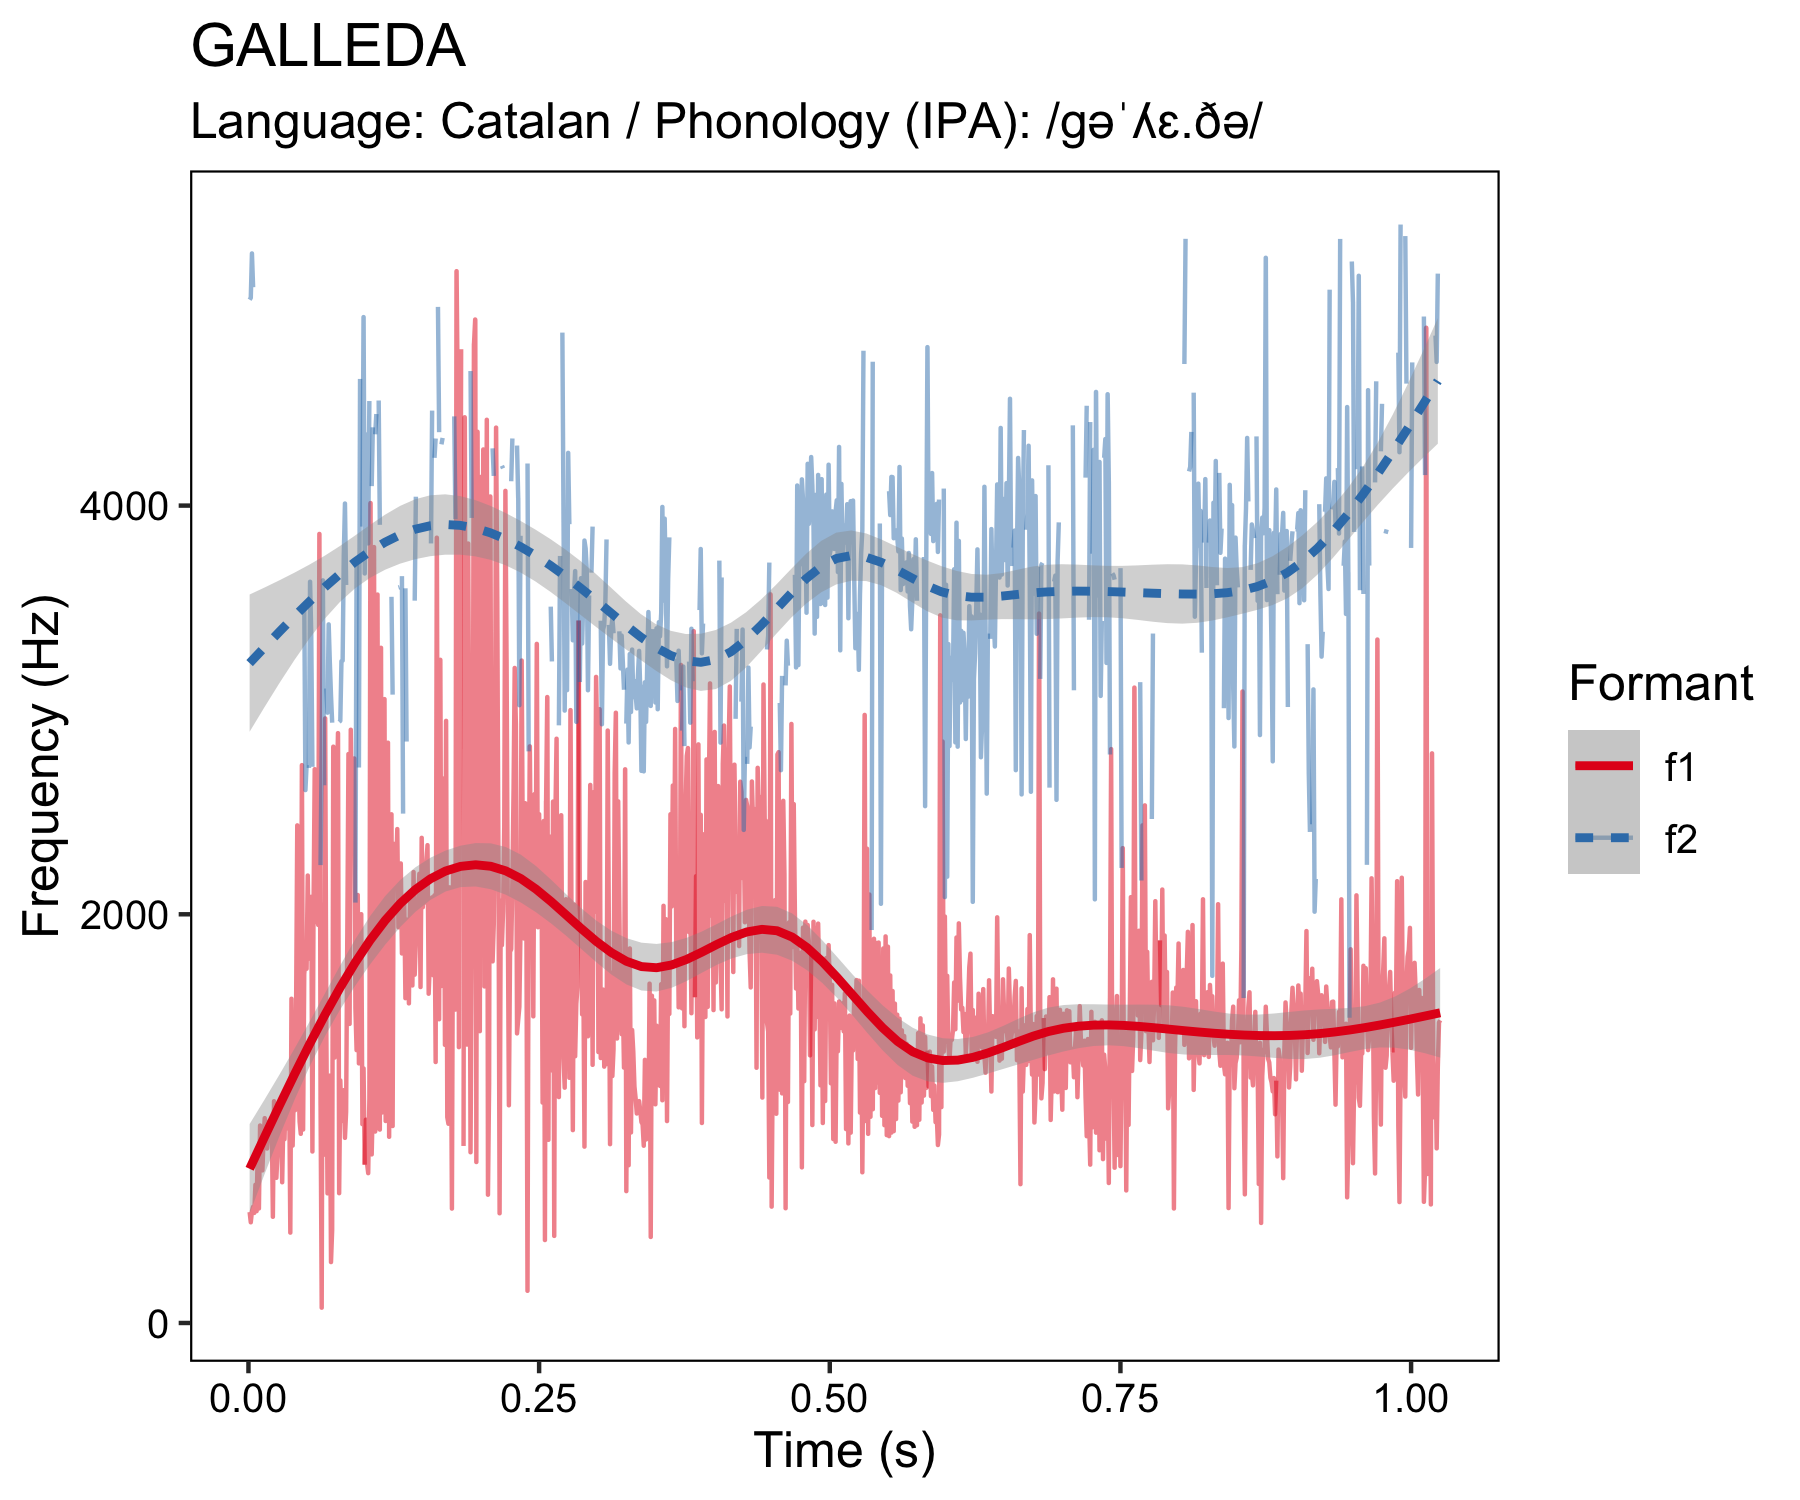 GALLEDA
Language: Catalan / Phonology (IPA): /gəˈʎɛ.ðə/
Frequency (Hz)
4000
2000
0
0.00 0.25 0.50 0.75 1.00
Time (s)
Formant
f1
f2